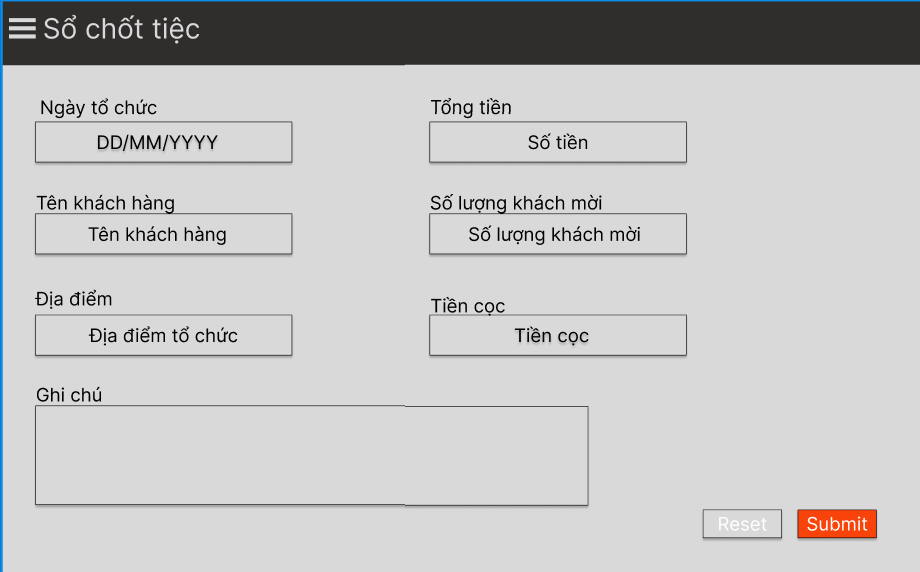 Sổ chốt tiệc
Ngày tổ chức
Tổng tiền
DD/MM/YYYY
Số tiền
Tên khách hàng
Số lượng khách mời
Tên khách hàng
Số lượng khách mời
Địa điểm
Tiền cọc
Địa điểm tổ chức
Tiền cọc
Ghi chú
Reset
Submit